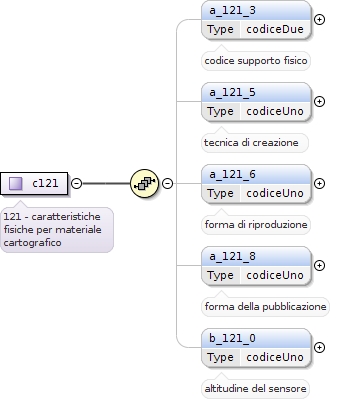 a_121_3
Type codiceDue
codice supporto fisico
a_121_5
Type codiceUno
tecnica di creazione
a_121_6
Type codiceUno
forma di riproduzione
a_121_8
Type codiceUno
forma della pubblicazione
b_121_0
Type codiceUno
altitudine del sensore
c121
121 - caratteristiche
fisiche per materiale
cartografico